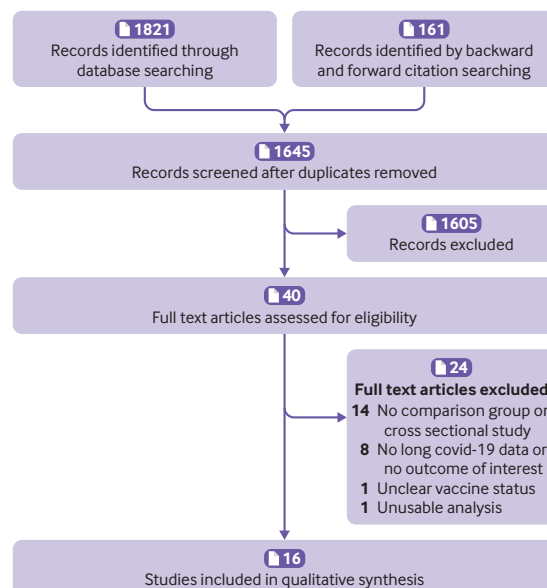 1821
Records identified through
database searching
161
Records identified by backward
and forward citation searching
1645
Records screened after duplicates removed
1605
Records excluded
40
Full text articles assessed for eligibility
24
Full text articles excluded
14 No comparison group or
cross sectional study
8 No long covid-19 data or
no outcome of interest
1 Unclear vaccine status
1 Unusable analysis
16
Studies included in qualitative synthesis